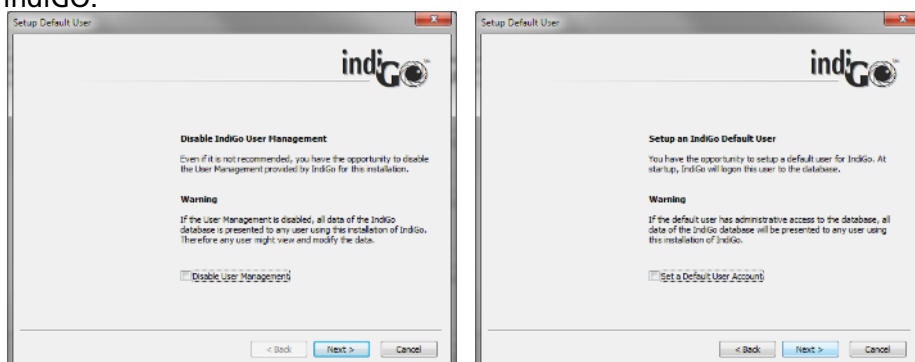 IndiGO.
Setup Default User
indiGo
Disable IndiGo User Management
Even if it is not recommended, you have the opportunity to disable
the User Management provided by IndiGo for this installation.
Warning
If the User Management is disabled, all data of the IndiGo
database is presented to any user using this installation of IndiGo.
Therefore any user might view and modify the data.
Disable User Management
< Back Next > Cancel
Setup Default User
indiGo
Setup an IndiGo Default User
You have the opportunity to setup a default user for IndiGo. At
startup, IndiGo will logon this user to the database.
Warning
If the default user has administrative access to the database, all
data of the IndiGo database will be presented to any user using
this installation of IndiGo.
Set a Default User Account
< Back Next > Cancel